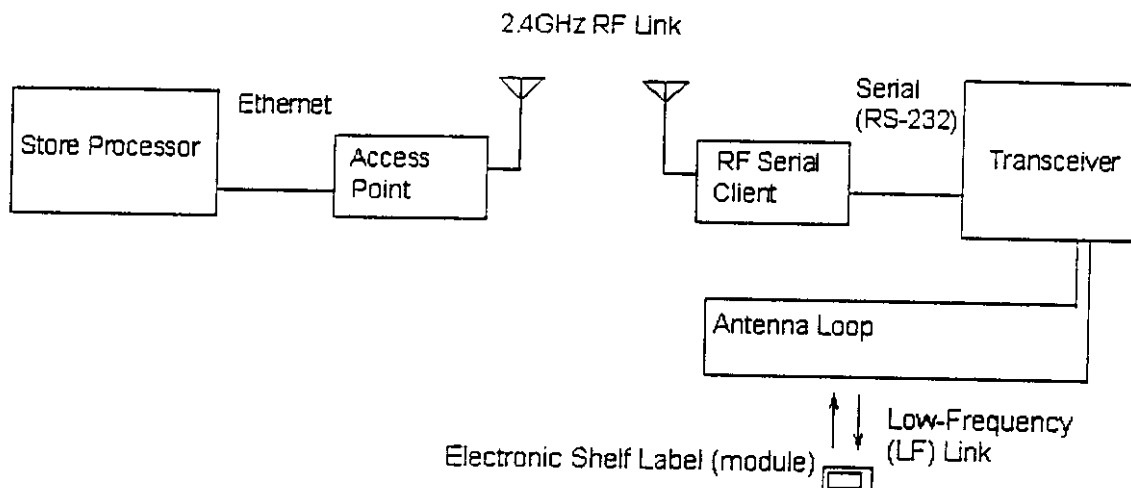 2.4GHz RF Link
Store Processor
Ethernet
Access
Point
RF Serial
Client
Serial
(RS-232)
Transceiver
Antenna Loop
Low-Frequency
(LF) Link
Electronic Shelf Label (module)